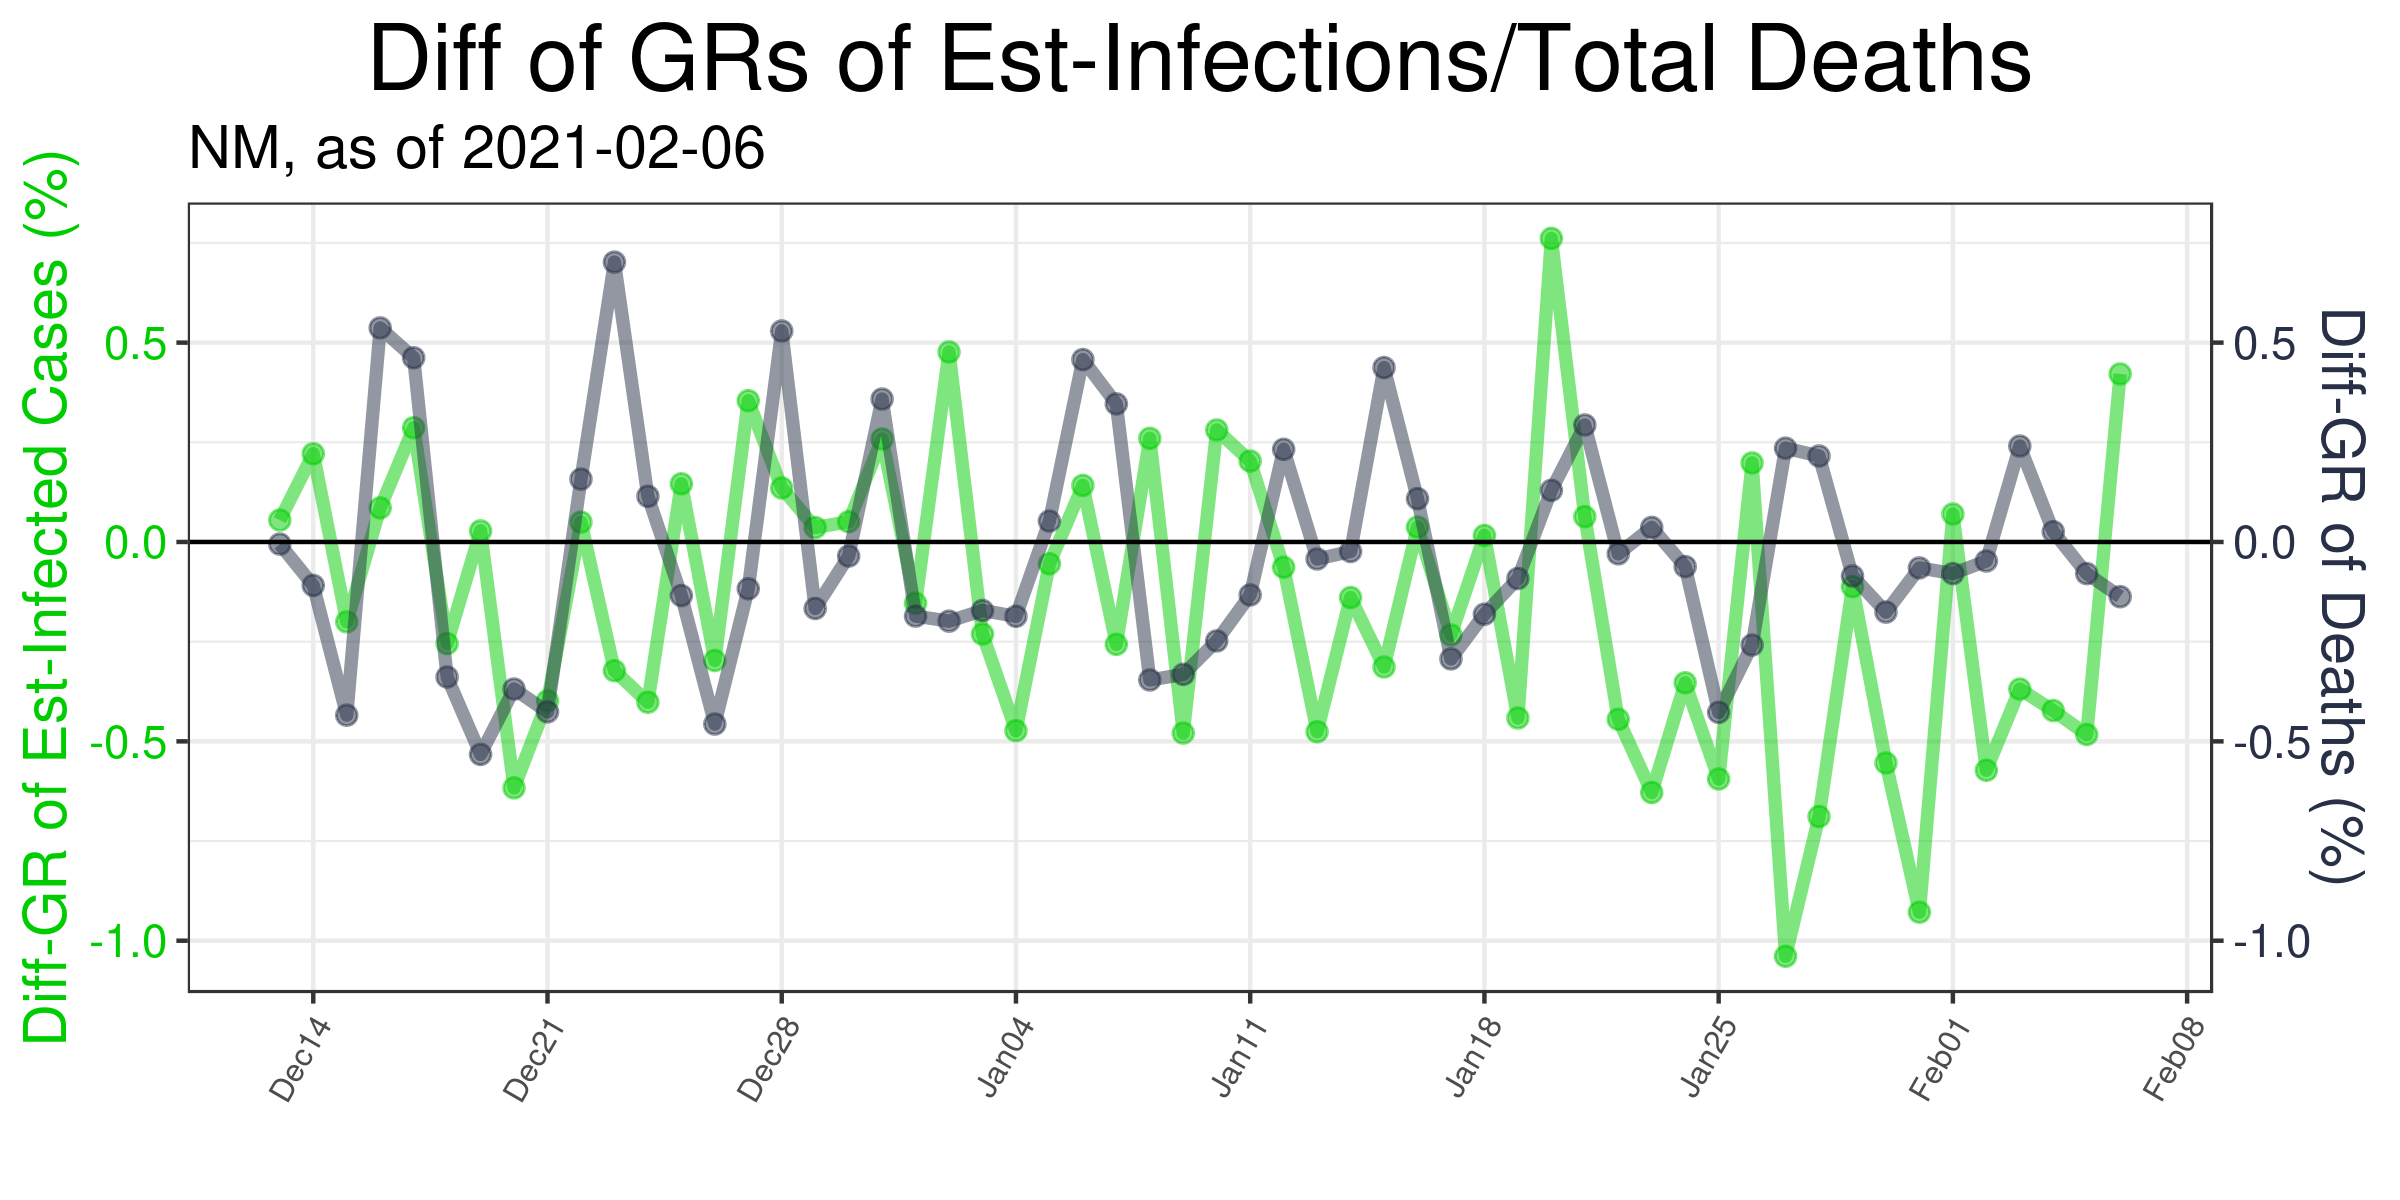 Diff of GRs of Est-Infections/Total Deaths
NM, as of 2021-02-06
Diff-GR of Est-Infected Cases (%)
0.5
0.0
-0.5
-1.0
0.5
0.0
-0.5
-1.0
Diff-GR of Deaths (%)
Dec14
Dec21
Dec28
Jan04
Jan11
Jan18
Jan25
Feb01
Feb08